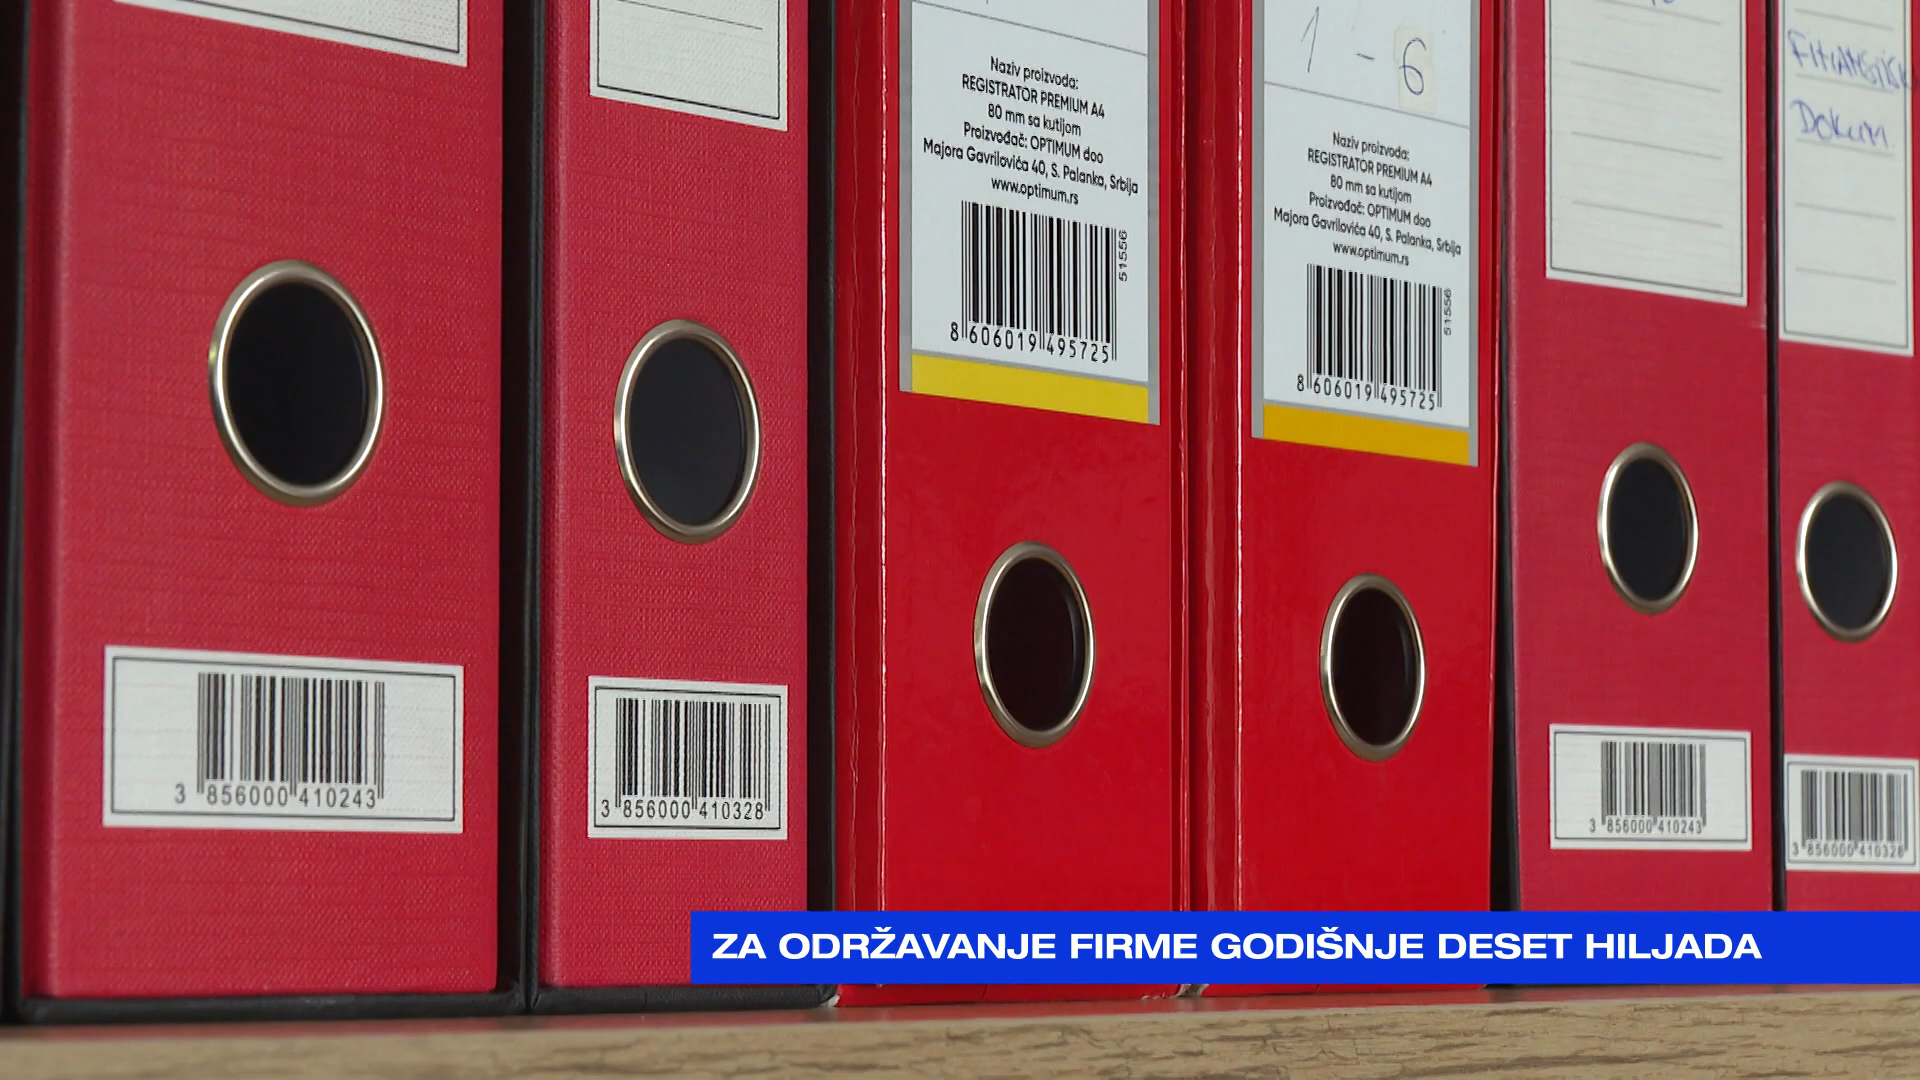 Naziv proizvoda:
REGISTRATOR PREMIUM A4
80 mm sa kutijom
Proizvođač: OPTIMUM doo
Majora Gavrilovića 40, S. Palanka, Srbija
www.optimum.rs
51556
8 606019 495725
1 - 6
Naziv proizvoda:
REGISTRATOR PREMIUM A4
80 mm sa kutijom
Proizvođač: OPTIMUM doo
Majora Gavrilovića 40, S. Palanka, Srbija
www.optimum.rs
51556
8 606019 495725
Dokum.
3 856000 410243
3 856000 410328
3 856000 410243
3 856000 410328
ZA ODRŽAVANJE FIRME GODIŠNJE DESET HILJADA